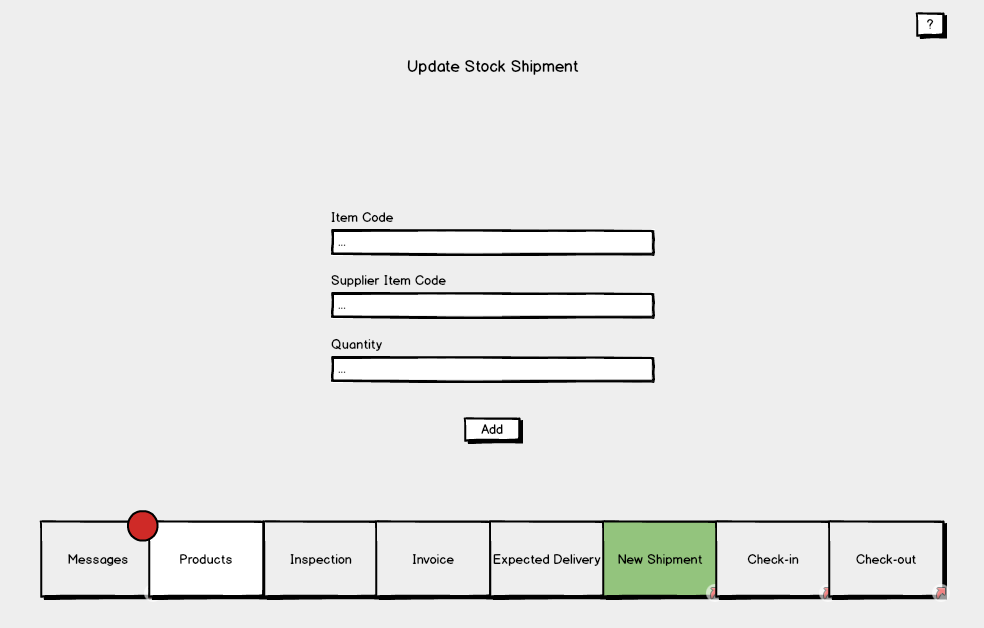 ?
Update Stock Shipment
Item Code
...
Supplier Item Code
...
Quantity
...
Add
Messages
Products
Inspection
Invoice
Expected Delivery
New Shipment
Check-in
Check-out